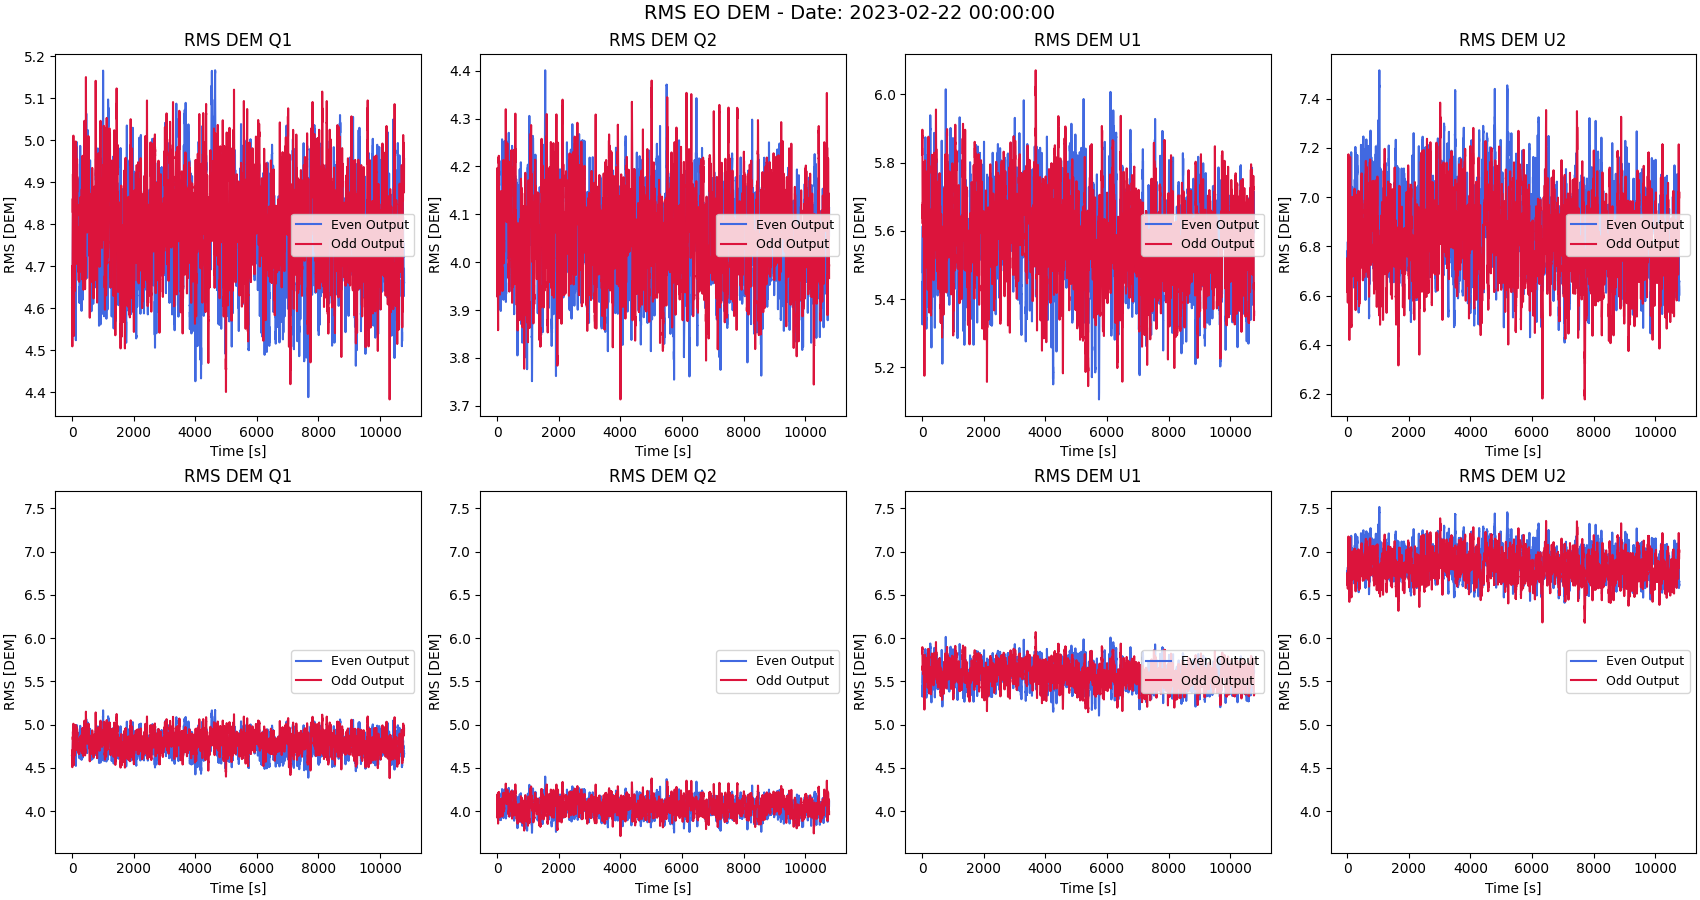 RMS EO DEM - Date: 2023-02-22 00:00:00
RMS DEM Q1
RMS [DEM]
5.2
5.1
5.0
4.9
4.8
4.7
4.6
4.5
4.4
Even Output
Odd Output
0 2000 4000 6000 8000 10000
Time [s]
RMS DEM Q2
RMS [DEM]
4.4
4.3
4.2
4.1
4.0
3.9
3.8
3.7
Even Output
Odd Output
0 2000 4000 6000 8000 10000
Time [s]
RMS DEM U1
RMS [DEM]
6.0
5.8
5.6
5.4
5.2
Even Output
Odd Output
0 2000 4000 6000 8000 10000
Time [s]
RMS DEM U2
RMS [DEM]
7.4
7.2
7.0
6.8
6.6
6.4
6.2
Even Output
Odd Output
0 2000 4000 6000 8000 10000
Time [s]
RMS DEM Q1
RMS [DEM]
7.5
7.0
6.5
6.0
5.5
5.0
4.5
4.0
Even Output
Odd Output
0 2000 4000 6000 8000 10000
Time [s]
RMS DEM Q2
RMS [DEM]
7.5
7.0
6.5
6.0
5.5
5.0
4.5
4.0
Even Output
Odd Output
0 2000 4000 6000 8000 10000
Time [s]
RMS DEM U1
RMS [DEM]
7.5
7.0
6.5
6.0
5.5
5.0
4.5
4.0
Even Output
Odd Output
0 2000 4000 6000 8000 10000
Time [s]
RMS DEM U2
RMS [DEM]
7.5
7.0
6.5
6.0
5.5
5.0
4.5
4.0
Even Output
Odd Output
0 2000 4000 6000 8000 10000
Time [s]